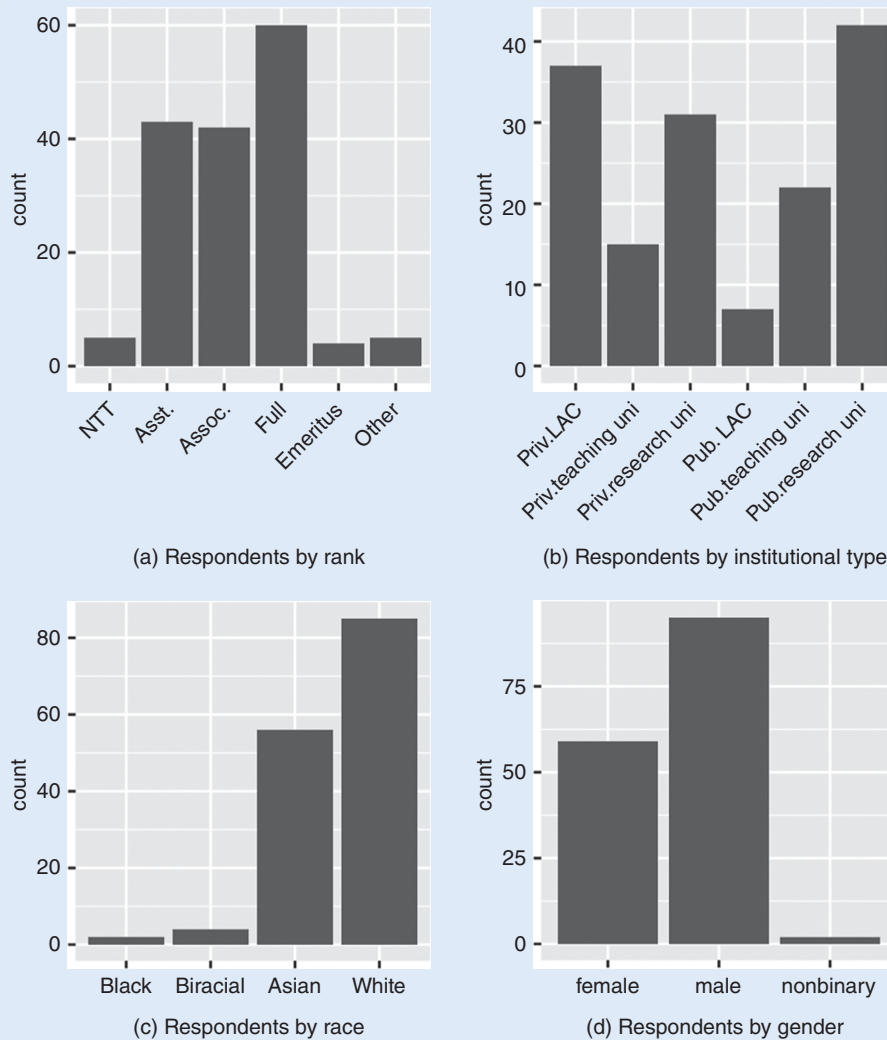 60
40
20
0
count
NTT
Asst.
Assoc.
Full
Emeritus
Other
(a) Respondents by rank
40
30
20
10
0
count
Priv.LAC
Priv.teaching uni
Priv.research uni
Pub. LAC
Pub.teaching uni
Pub.research uni
(b) Respondents by institutional type
80
60
40
20
0
count
Black Biracial Asian White
(c) Respondents by race
75
50
25
0
count
female male nonbinary
(d) Respondents by gender